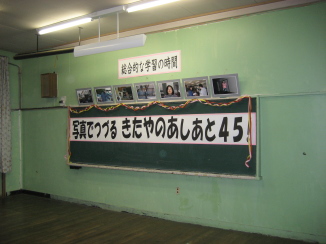 総合的な学習の時間
写真でつづる きたやのあしあと45!